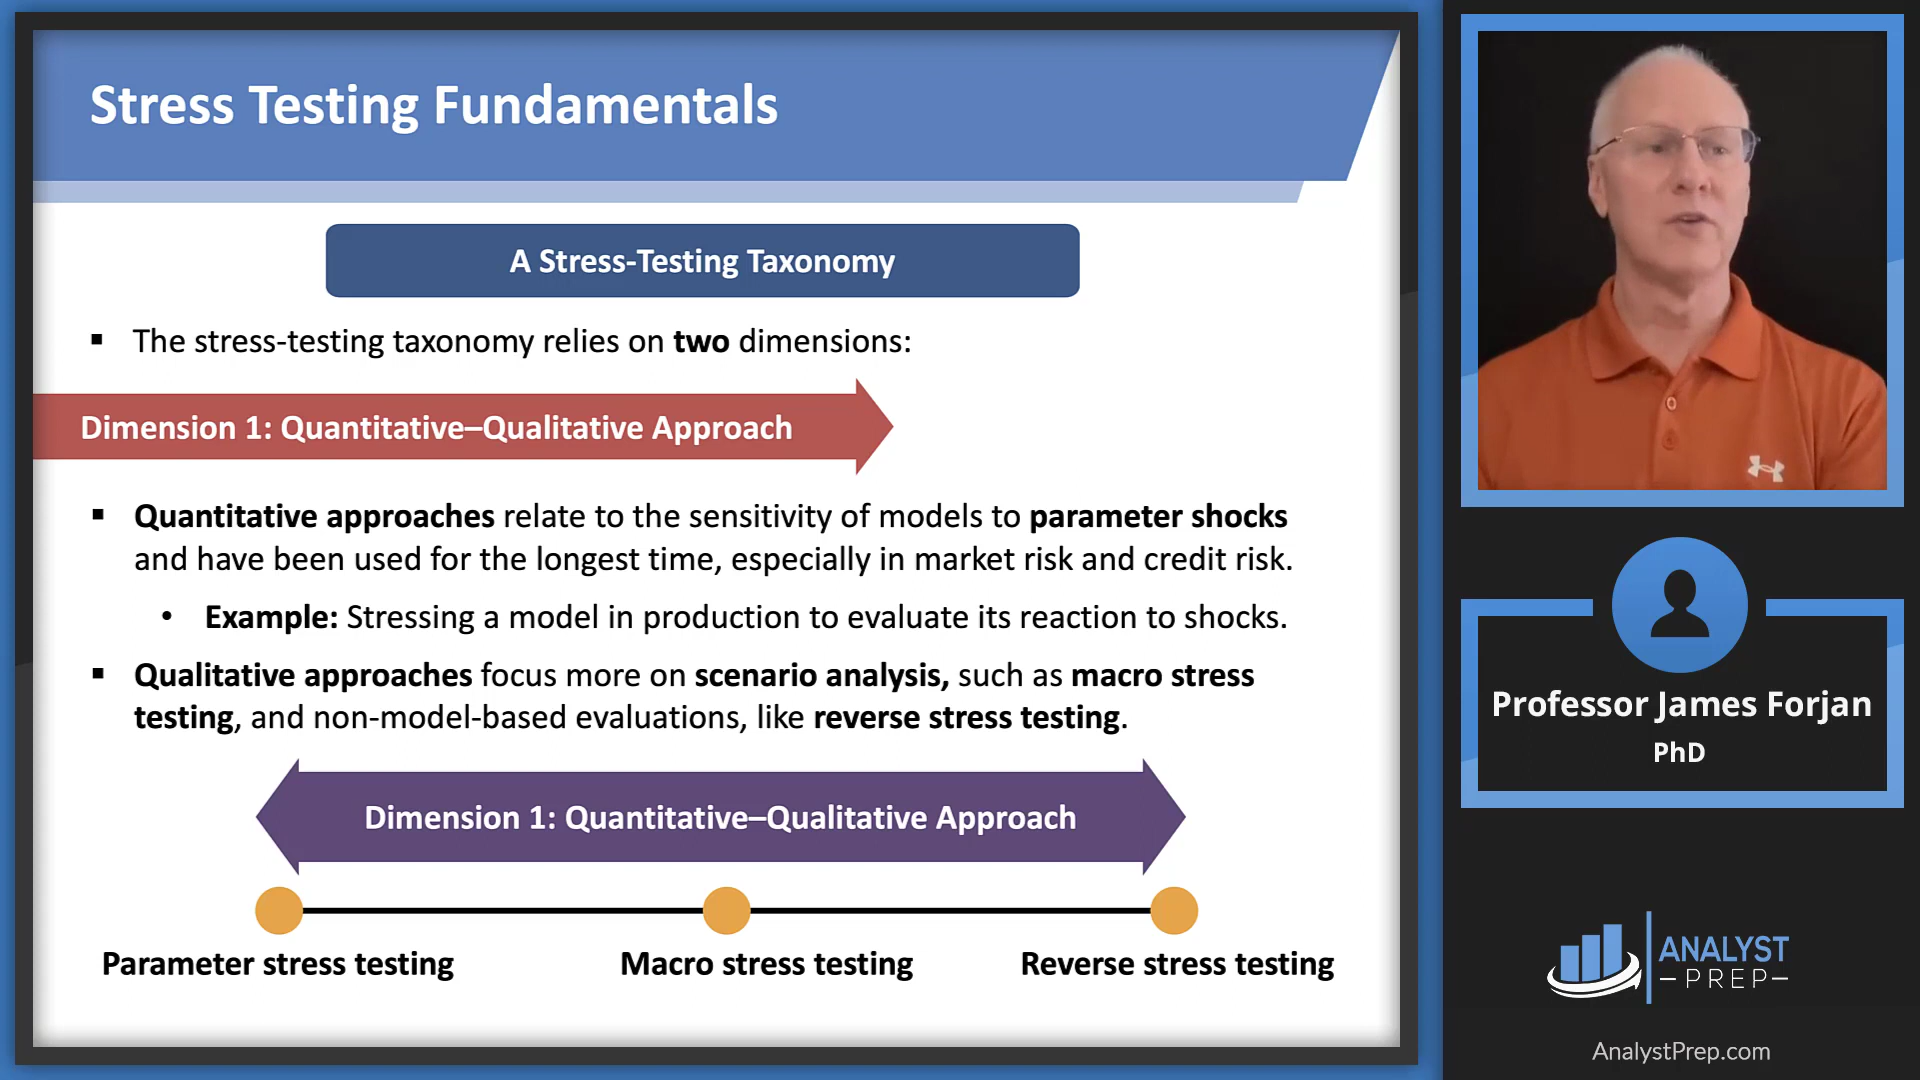 Stress Testing Fundamentals
A Stress-Testing Taxonomy
▪ The stress-testing taxonomy relies on two dimensions:
Dimension 1: Quantitative–Qualitative Approach
▪ Quantitative approaches relate to the sensitivity of models to parameter shocks
and have been used for the longest time, especially in market risk and credit risk.
• Example: Stressing a model in production to evaluate its reaction to shocks.
▪ Qualitative approaches focus more on scenario analysis, such as macro stress
testing, and non-model-based evaluations, like reverse stress testing.
Dimension 1: Quantitative–Qualitative Approach
Parameter stress testing
Macro stress testing
Reverse stress testing
Professor James Forjan
PhD
ANALYST
PREP
AnalystPrep.com